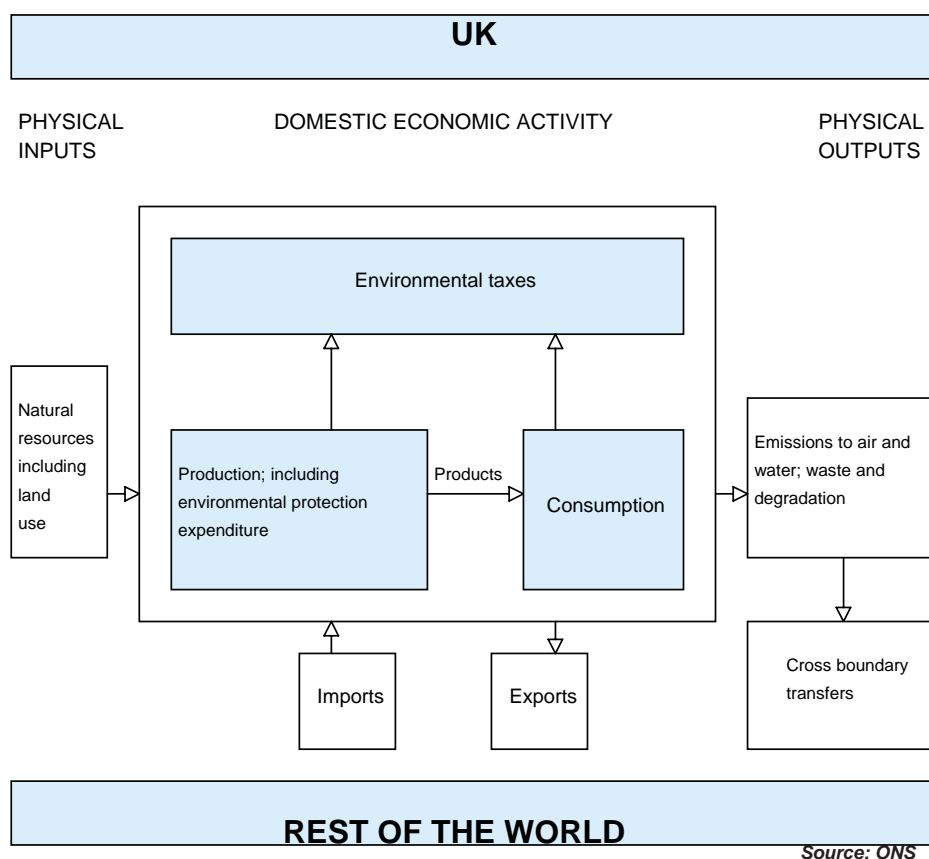 UK
PHYSICAL
INPUTS
DOMESTIC ECONOMIC ACTIVITY
PHYSICAL
OUTPUTS
Environmental taxes
Natural
resources
including
land
use
Production; including
environmental protection
expenditure
Products
Consumption
Emissions to air and
water; waste and
degradation
Imports
Exports
Cross boundary
transfers
REST OF THE WORLD
Source: ONS